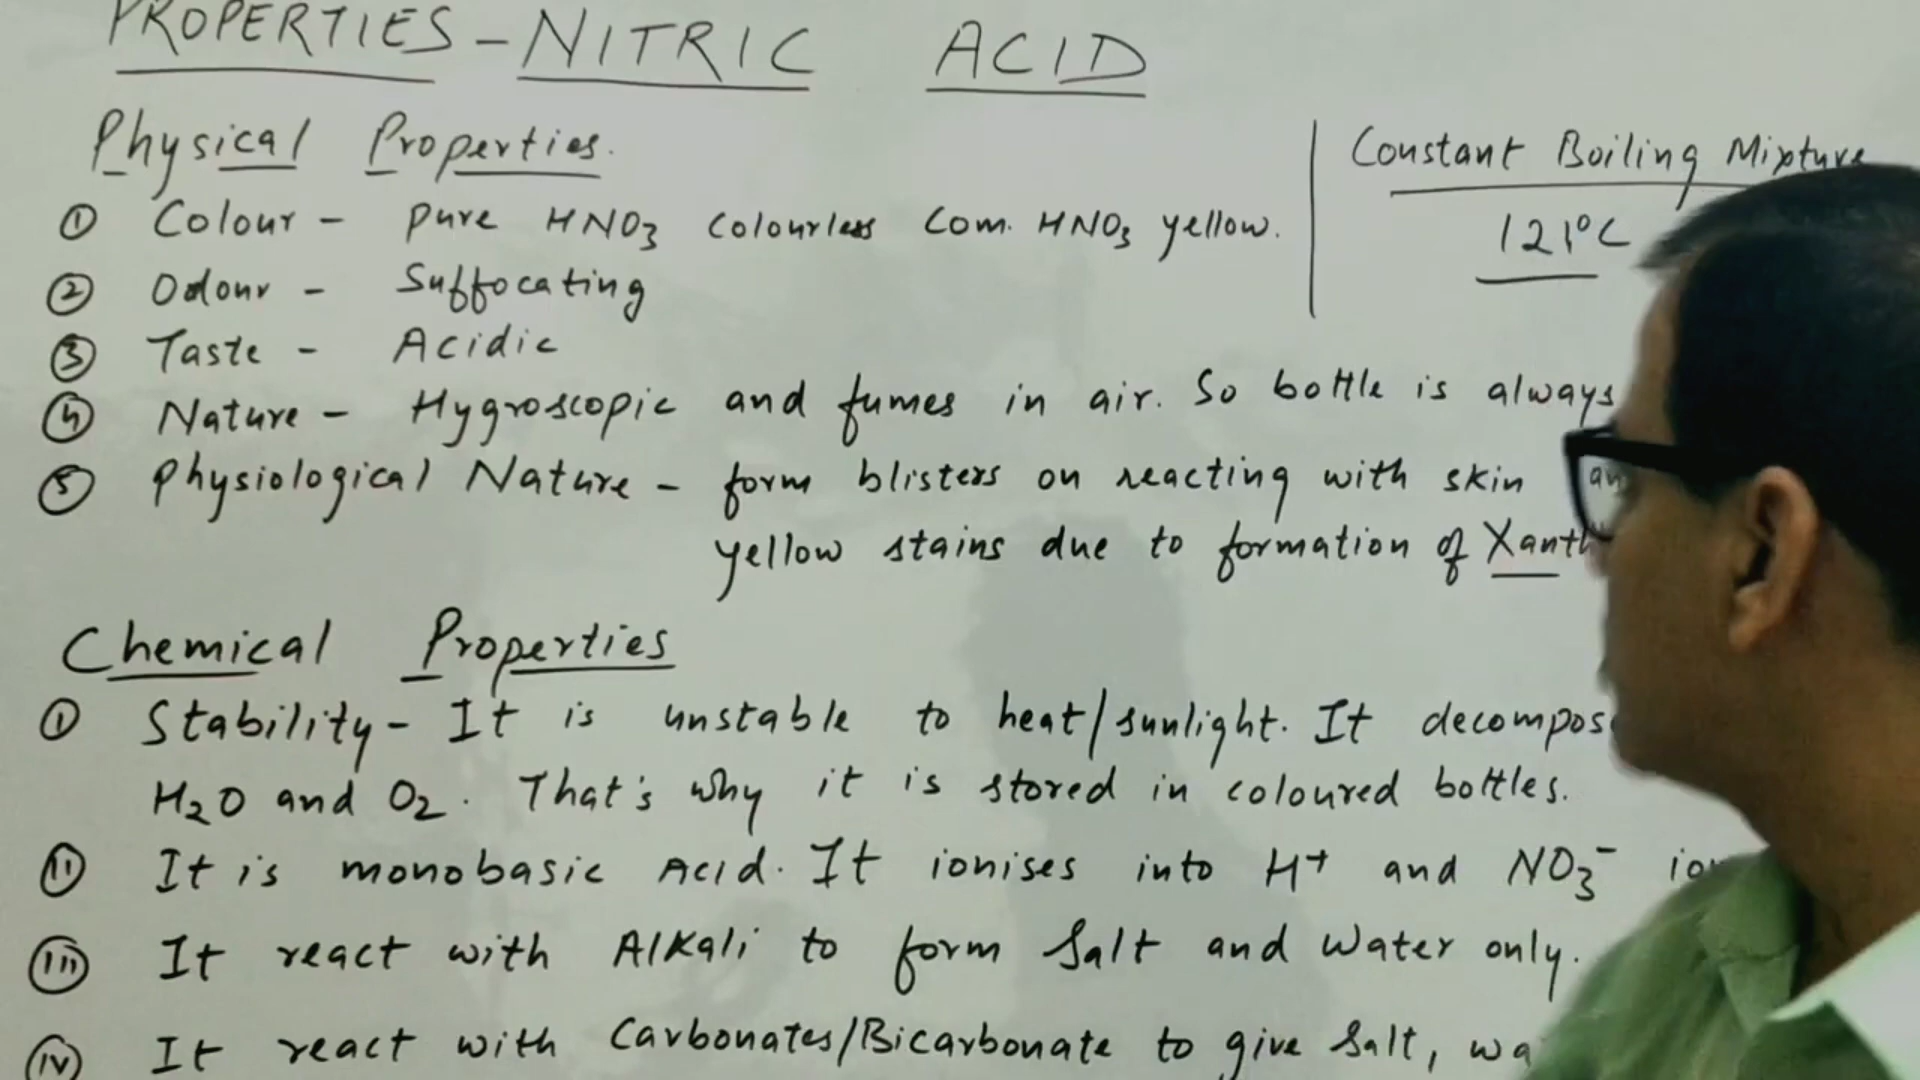 PROPERTIES - NITRIC ACID
Physical Properties.
Constant Boiling Mixture
121°C
① Colour - pure HNO3 colourless com. HNO3 yellow.
② Odour - Suffocating
③ Taste - Acidic
④ Nature - Hygroscopic and fumes in air. So bottle is always
⑤ Physiological Nature - form blisters on reacting with skin
yellow stains due to formation of Xanth
Chemical Properties
① Stability - It is unstable to heat/sunlight. It decompos
H2O and O2. That's why it is stored in coloured bottles.
(ii) It is monobasic Acid. It ionises into H+ and NO3-
(iii) It react with Alkali to form Salt and Water only.
(iv) It react with Carbonates/Bicarbonate to give Salt, wa